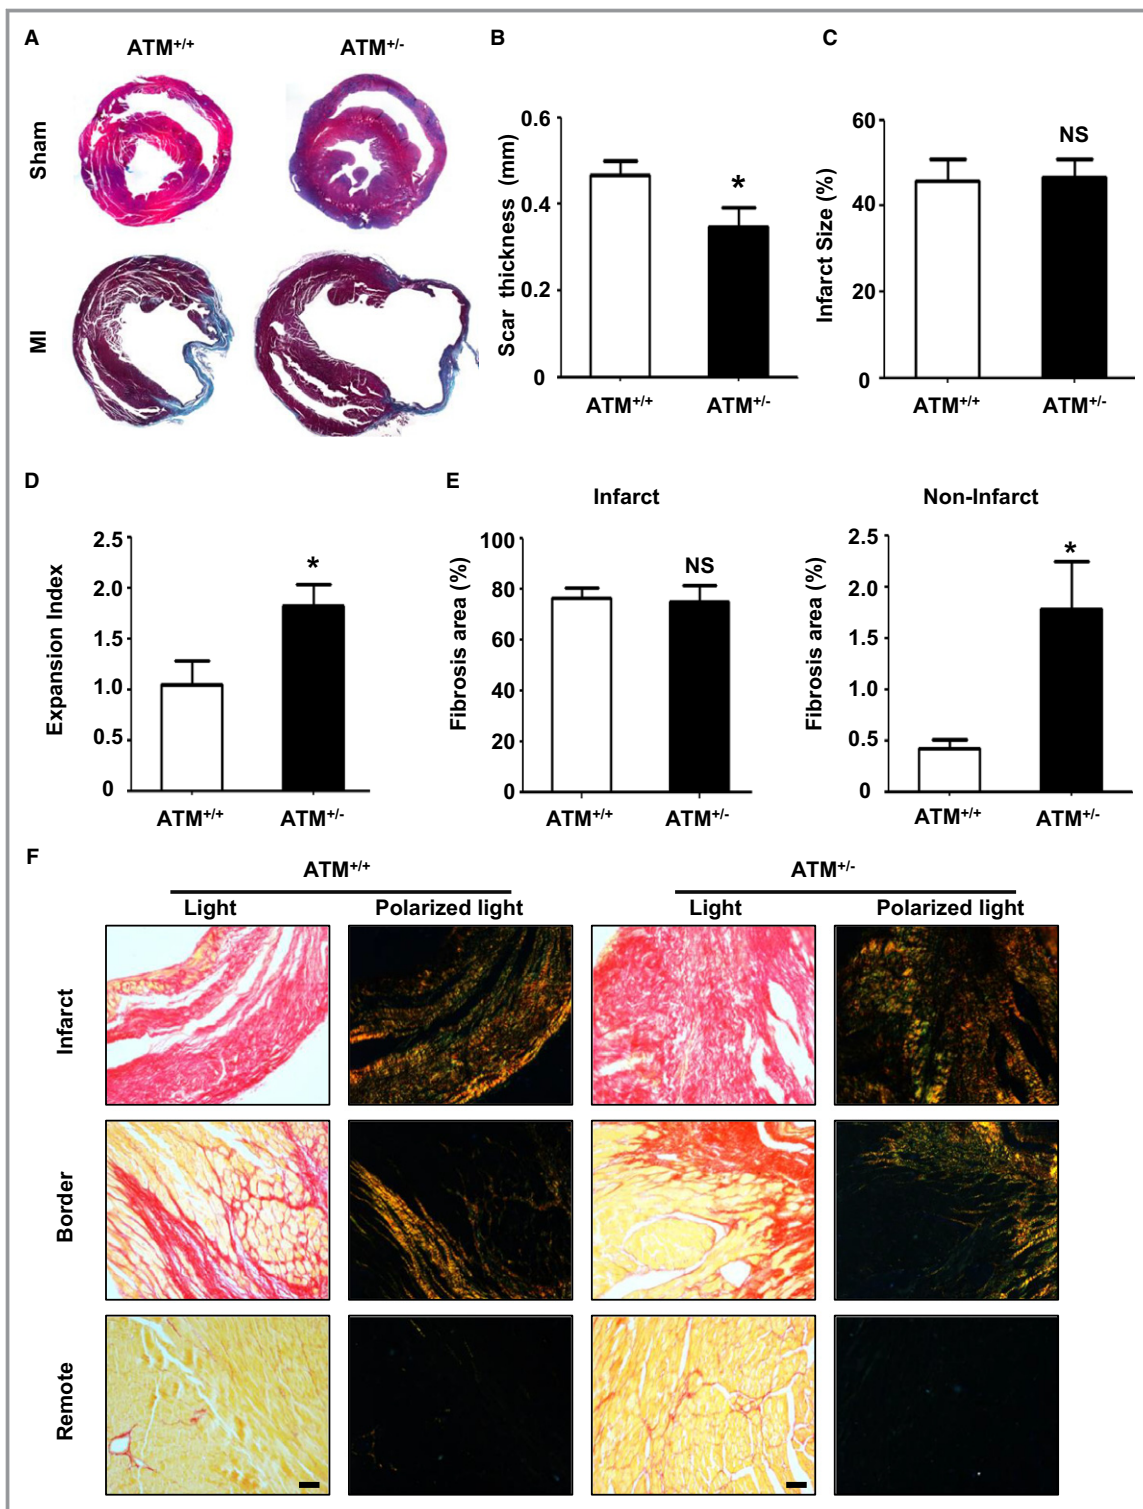 A
ATM+/+
ATM+/-
Sham
MI
B
Scar thickness (mm)
0.6
0.4
0.2
0
*
ATM+/+
ATM+/-
C
Infarct Size (%)
60
40
20
0
NS
ATM+/+
ATM+/-
D
Expansion Index
2.5
2.0
1.5
1.0
0.5
0
*
ATM+/+
ATM+/-
E
Infarct
Fibrosis area (%)
100
80
60
40
20
0
NS
ATM+/+
ATM+/-
Non-Infarct
Fibrosis area (%)
2.5
2.0
1.5
1.0
0.5
0
*
ATM+/+
ATM+/-
F
ATM+/+
ATM+/-
Light
Polarized light
Light
Polarized light
Infarct
Border
Remote